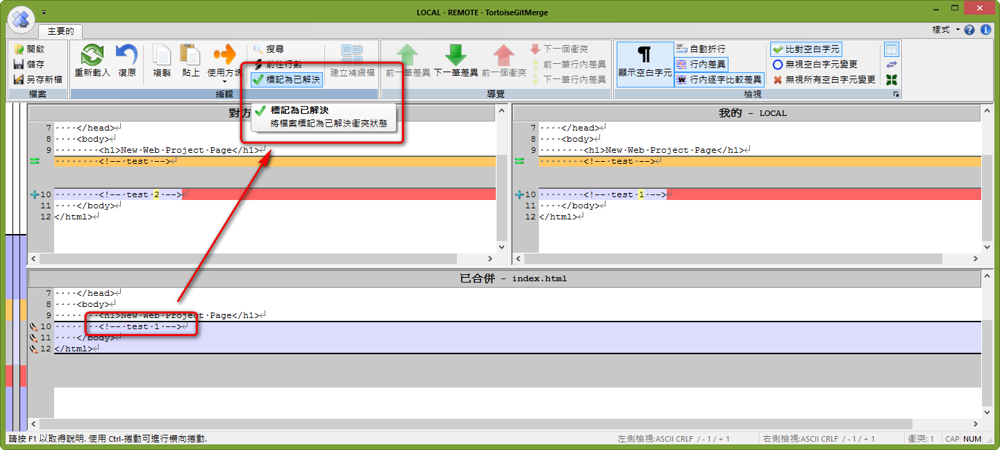 LOCAL - REMOTE - TortoiseGitMerge
主要的
樣式
開啟
儲存
另存新檔
檔案
重新載入
復原
複製
貼上
使用方塊
搜尋
前往行數
標記為已解決
建立補綴檔
編輯
前一筆差異
下一筆差異
前一個衝突
下一個衝突
前一筆行內差異
下一筆行內差異
導覽
顯示空白字元
自動折行
行內差異
行內逐字比較差異
比對空白字元
無視空白字元變更
無視所有空白字元變更
檢視
標記為已解決
將檔案標記為已解決衝突狀態
對方
7 ····</head>↵
8 ····<body>↵
9 ········<h1>New·Web·Project·Page</h1>↵
········<!--·test·-->↵
10 ········<!--·test·2·-->↵
11 ····</body>↵
12 </html>↵
我的 - LOCAL
7 ····</head>↵
8 ····<body>↵
9 ········<h1>New·Web·Project·Page</h1>↵
········<!--·test·-->↵
10 ········<!--·test·1·-->↵
11 ····</body>↵
12 </html>↵
已合併 - index.html
7 ····</head>↵
8 ····<body>↵
9 ········<h1>New·Web·Project·Page</h1>↵
10 ········<!--·test·1·-->↵
11 ····</body>↵
12 </html>↵
請按 F1 以取得說明. 使用 Ctrl-捲動可進行橫向捲動.
左側檢視:ASCII CRLF / - 1 / + 1
右側檢視:ASCII CRLF / - 1 / + 1
衝突: 1
CAP NUM